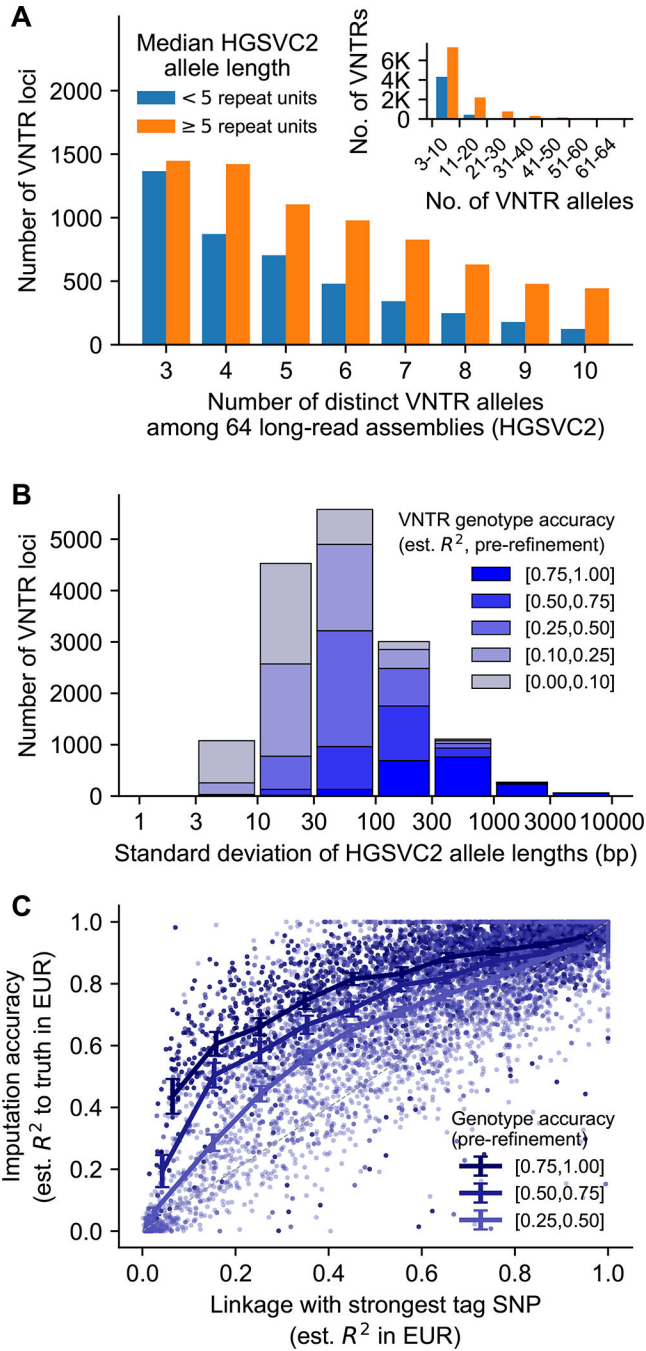 A
Median HGSVC2
allele length
< 5 repeat units
≥ 5 repeat units
Number of VNTR loci
2000
1500
1000
500
0
3 4 5 6 7 8 9 10
Number of distinct VNTR alleles
among 64 long-read assemblies (HGSVC2)
No. of VNTRs
6K
4K
2K
0
3-10 11-20 21-30 31-40 41-50 51-60 61-64
No. of VNTR alleles
B
VNTR genotype accuracy
(est. R², pre-refinement)
[0.75,1.00]
[0.50,0.75]
[0.25,0.50]
[0.10,0.25]
[0.00,0.10]
Number of VNTR loci
5000
4000
3000
2000
1000
0
1 3 10 30 100 300 1000 3000 10000
Standard deviation of HGSVC2 allele lengths (bp)
C
Imputation accuracy
(est. R² to truth in EUR)
1.0
0.8
0.6
0.4
0.2
0.0
Genotype accuracy
(pre-refinement)
[0.75,1.00]
[0.50,0.75]
[0.25,0.50]
0.0 0.2 0.4 0.6 0.8 1.0
Linkage with strongest tag SNP
(est. R² in EUR)